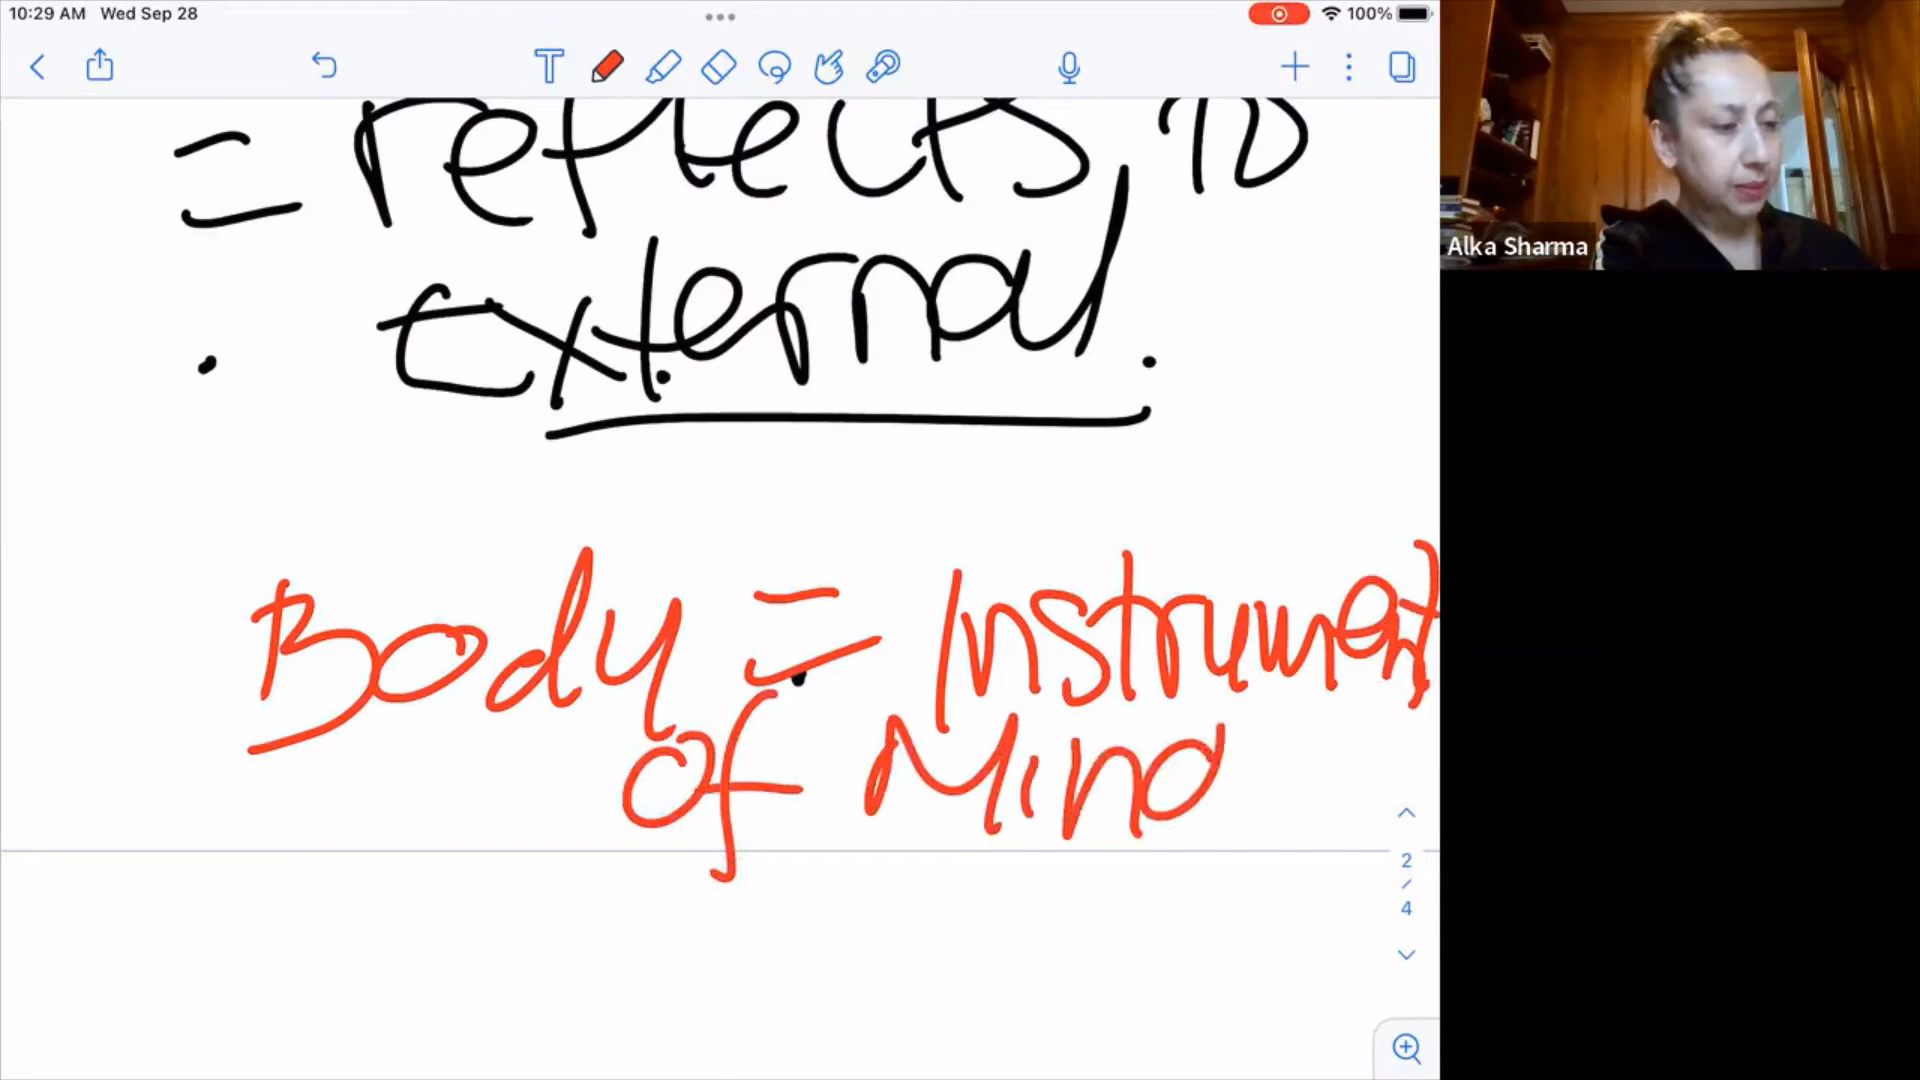 10:29 AM Wed Sep 28
100%
= reflects to
external.
Alka Sharma
Body = Instrument
of Mind
2
/
4